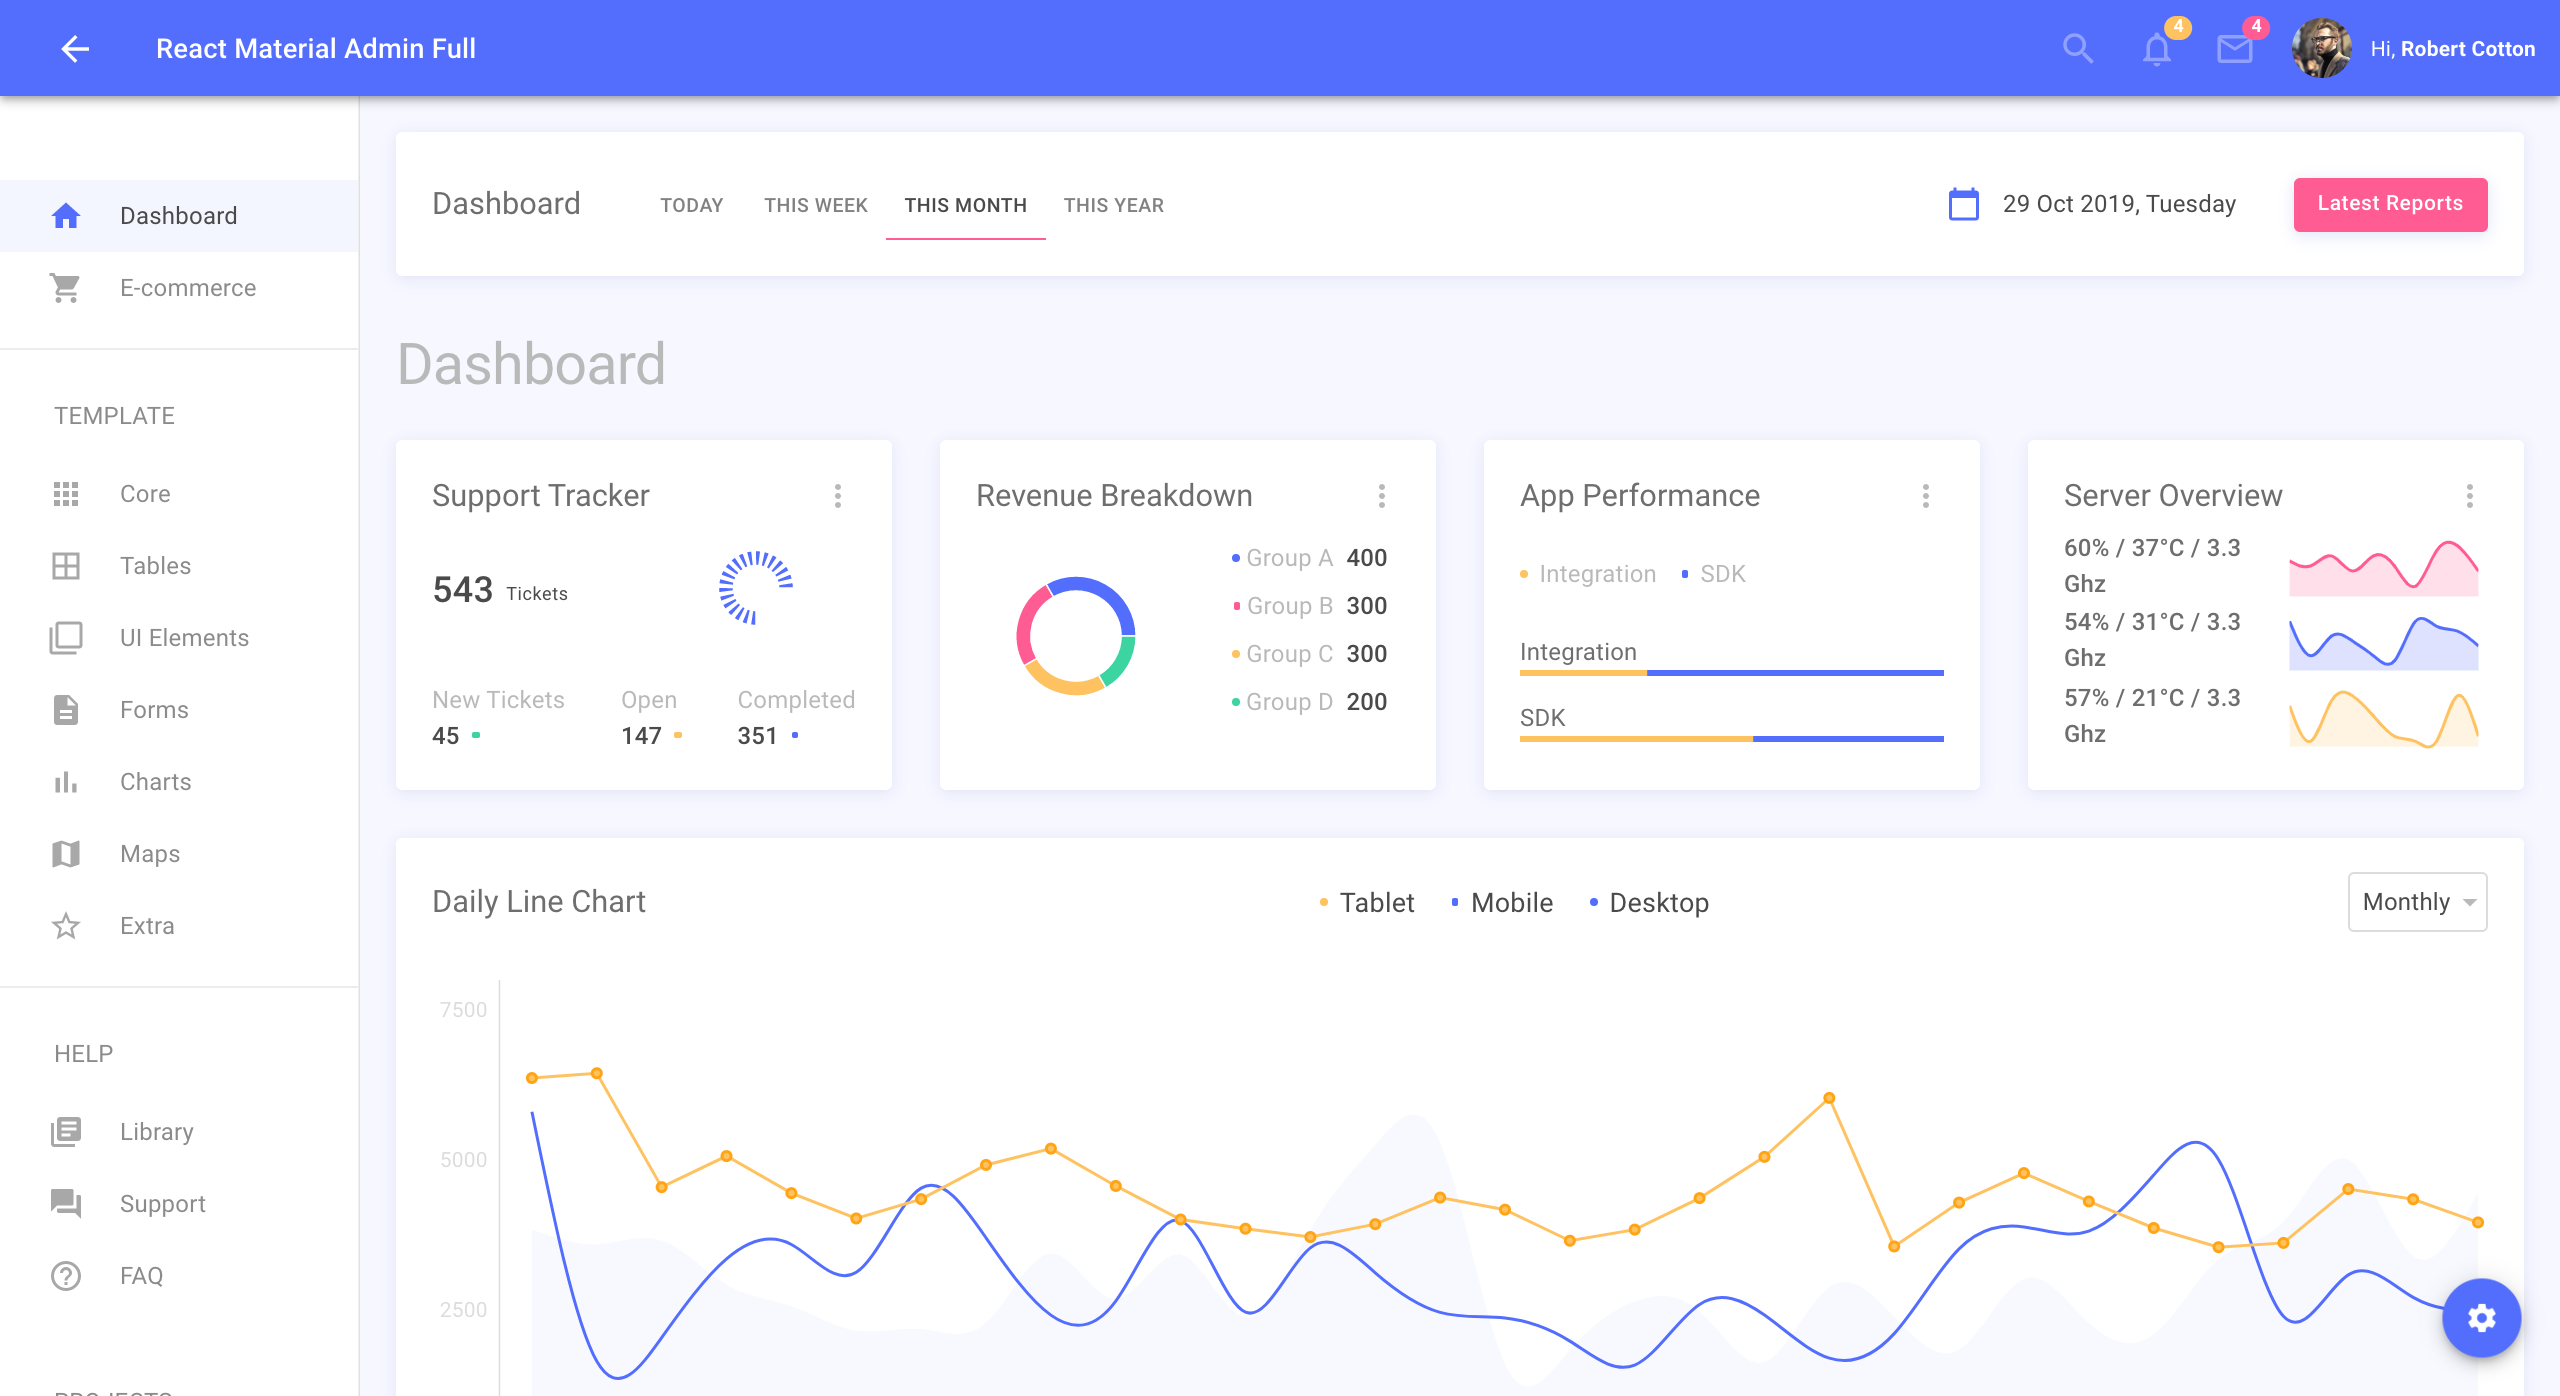 React Material Admin Full
4
4
Hi, Robert Cotton
Dashboard
E-commerce
TEMPLATE
Core
Tables
UI Elements
Forms
Charts
Maps
Extra
HELP
Library
Support
FAQ
PROJECTS
Dashboard
TODAY
THIS WEEK
THIS MONTH
THIS YEAR
29 Oct 2019, Tuesday
Latest Reports
Dashboard
Support Tracker
543 Tickets
New Tickets
45
Open
147
Completed
351
Revenue Breakdown
Group A 400
Group B 300
Group C 300
Group D 200
App Performance
Integration
SDK
Integration
SDK
Server Overview
60% / 37°C / 3.3
Ghz
54% / 31°C / 3.3
Ghz
57% / 21°C / 3.3
Ghz
Daily Line Chart
Tablet
Mobile
Desktop
Monthly
7500
5000
2500